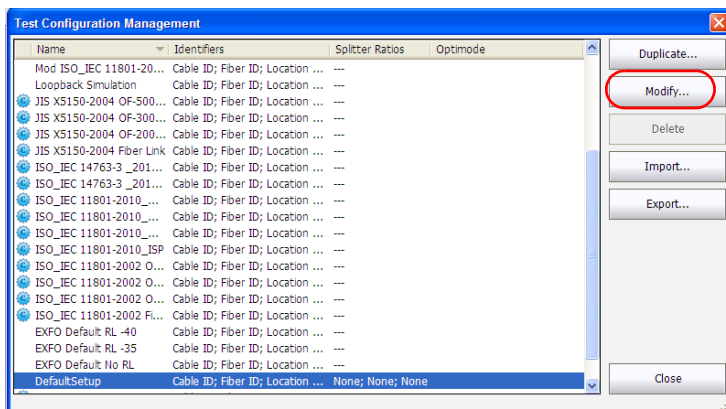 Test Configuration Management
Name Identifiers Splitter Ratios Optimode
Mod ISO_IEC 11801-20... Cable ID; Fiber ID; Location ... ---
Loopback Simulation Cable ID; Fiber ID; Location ... ---
JIS X5150-2004 OF-500... Cable ID; Fiber ID; Location ... ---
JIS X5150-2004 OF-300... Cable ID; Fiber ID; Location ... ---
JIS X5150-2004 OF-200... Cable ID; Fiber ID; Location ... ---
JIS X5150-2004 Fiber Link Cable ID; Fiber ID; Location ... ---
ISO_IEC 14763-3 _201... Cable ID; Fiber ID; Location ... ---
ISO_IEC 14763-3 _201... Cable ID; Fiber ID; Location ... ---
ISO_IEC 11801-2010_... Cable ID; Fiber ID; Location ... ---
ISO_IEC 11801-2010_... Cable ID; Fiber ID; Location ... ---
ISO_IEC 11801-2010_... Cable ID; Fiber ID; Location ... ---
ISO_IEC 11801-2010_ISP Cable ID; Fiber ID; Location ... ---
ISO_IEC 11801-2002 O... Cable ID; Fiber ID; Location ... ---
ISO_IEC 11801-2002 O... Cable ID; Fiber ID; Location ... ---
ISO_IEC 11801-2002 O... Cable ID; Fiber ID; Location ... ---
ISO_IEC 11801-2002 Fi... Cable ID; Fiber ID; Location ... ---
EXFO Default RL -40 Cable ID; Fiber ID; Location ... ---
EXFO Default RL -35 Cable ID; Fiber ID; Location ... ---
EXFO Default No RL Cable ID; Fiber ID; Location ... ---
DefaultSetup Cable ID; Fiber ID; Location ... None; None; None
Duplicate...
Modify...
Delete
Import...
Export...
Close